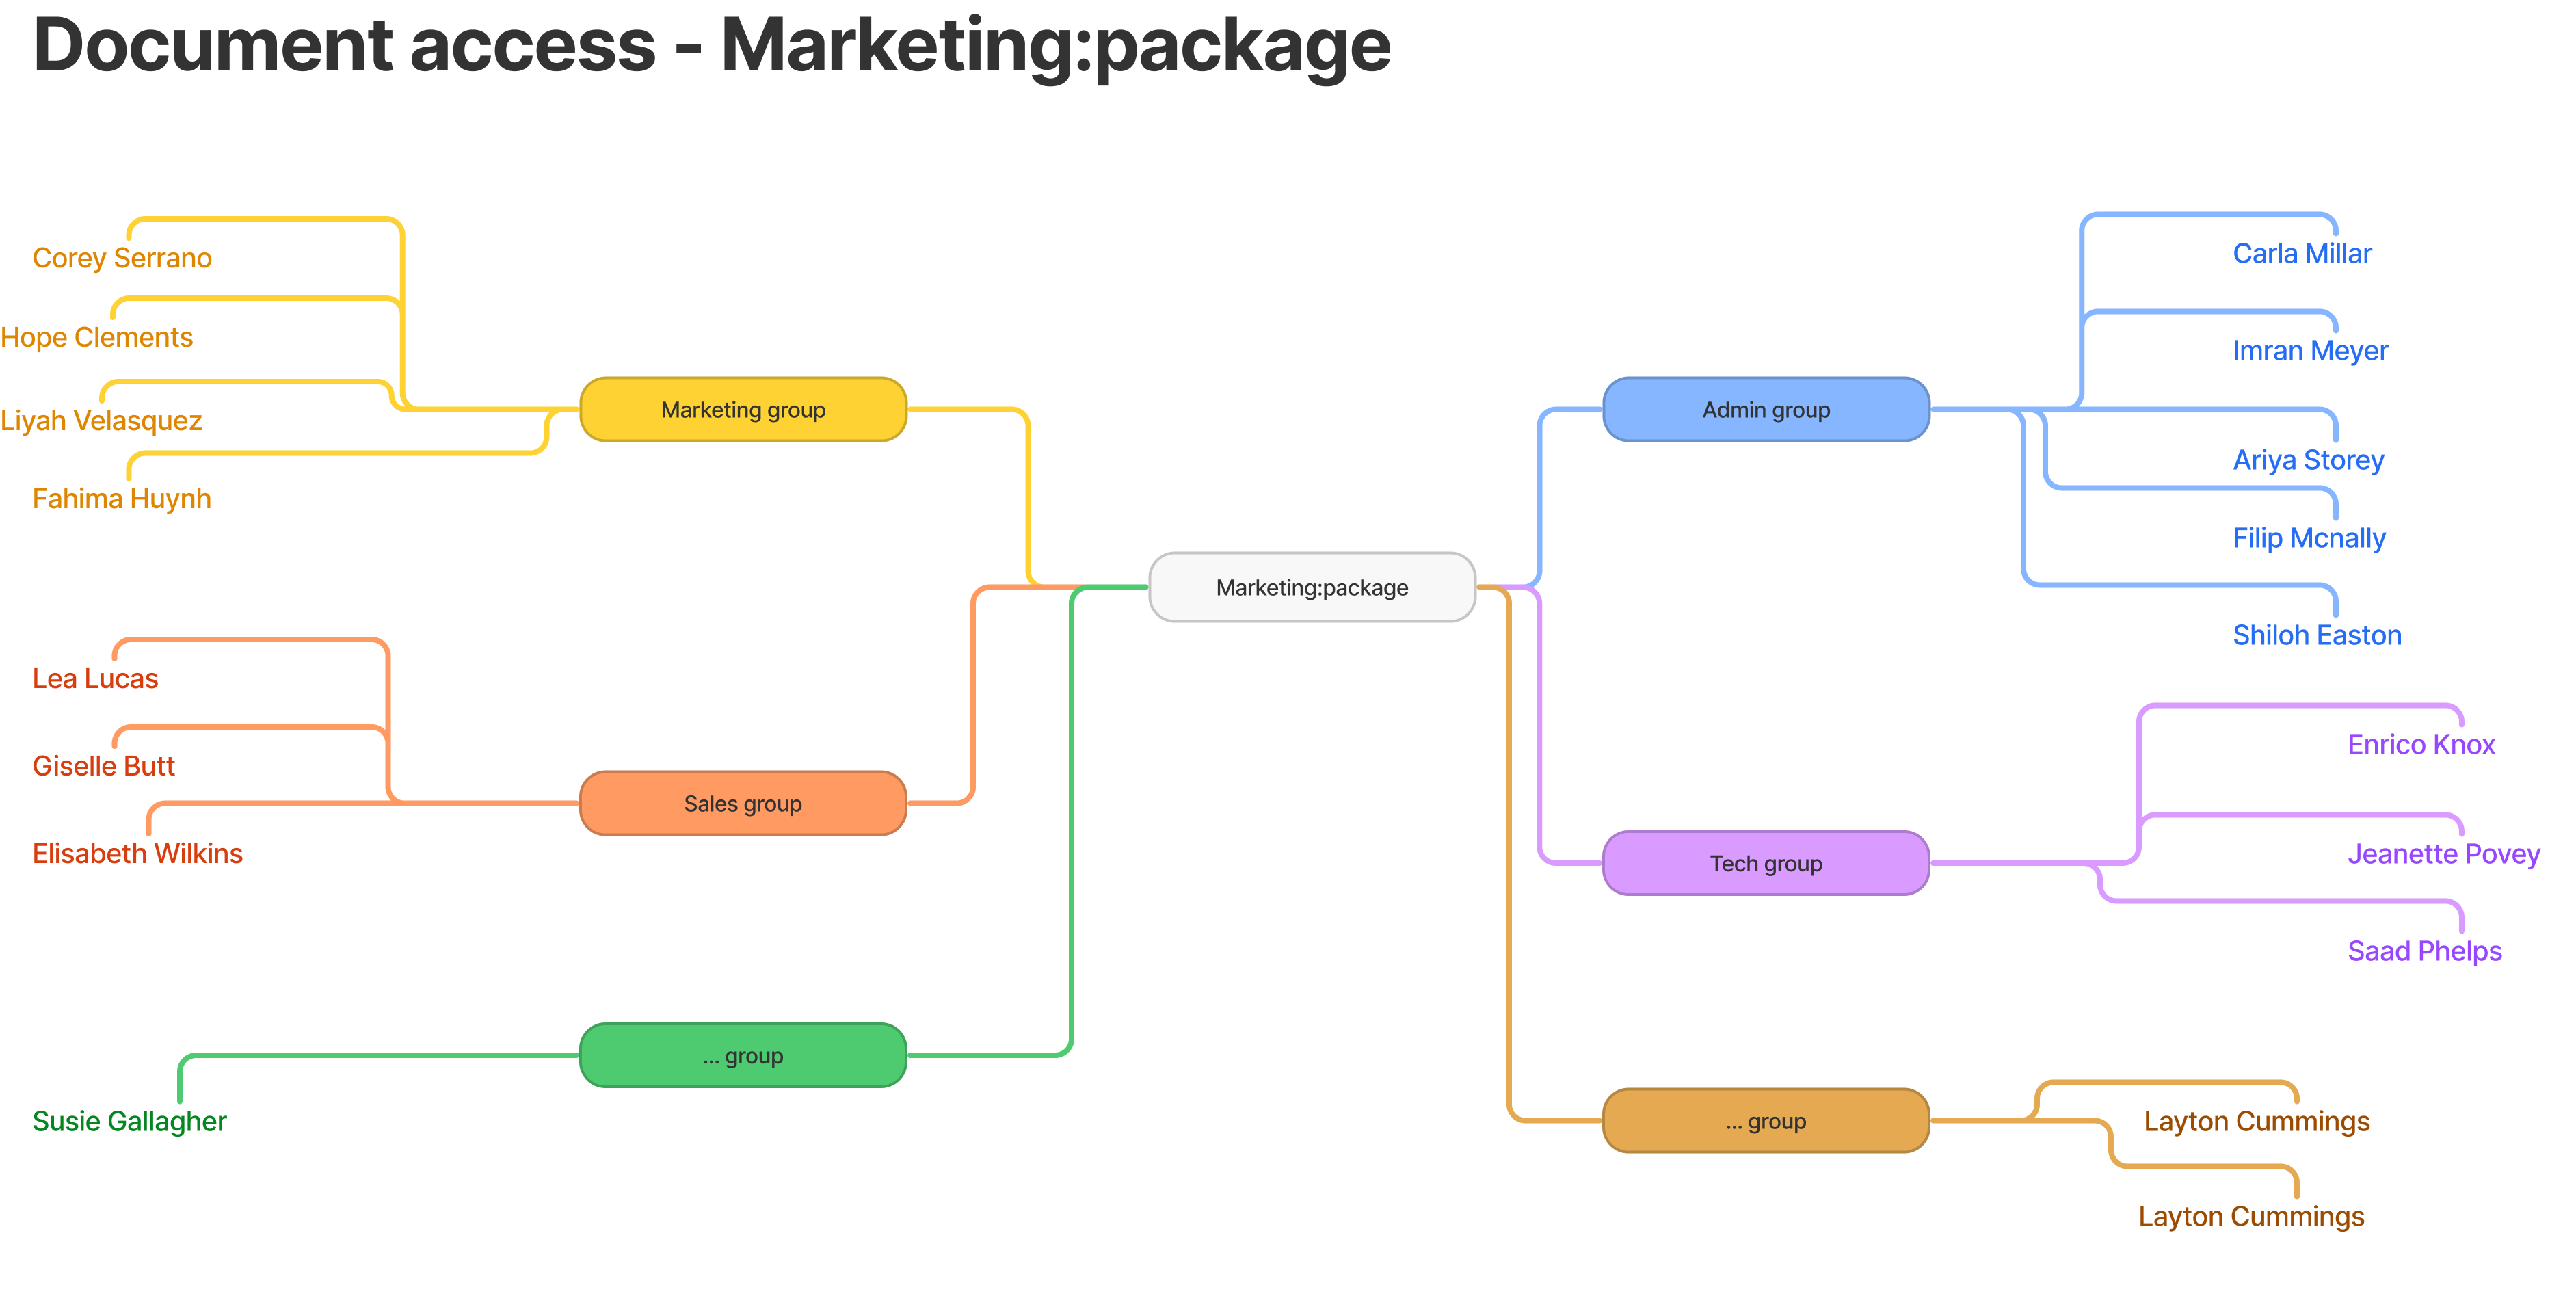 Document access - Marketing:package
Corey Serrano
Hope Clements
Liyah Velasquez
Fahima Huynh
Marketing group
Lea Lucas
Giselle Butt
Elisabeth Wilkins
Sales group
Susie Gallagher
... group
Marketing:package
Admin group
Carla Millar
Imran Meyer
Ariya Storey
Filip Mcnally
Shiloh Easton
Tech group
Enrico Knox
Jeanette Povey
Saad Phelps
... group
Layton Cummings
Layton Cummings